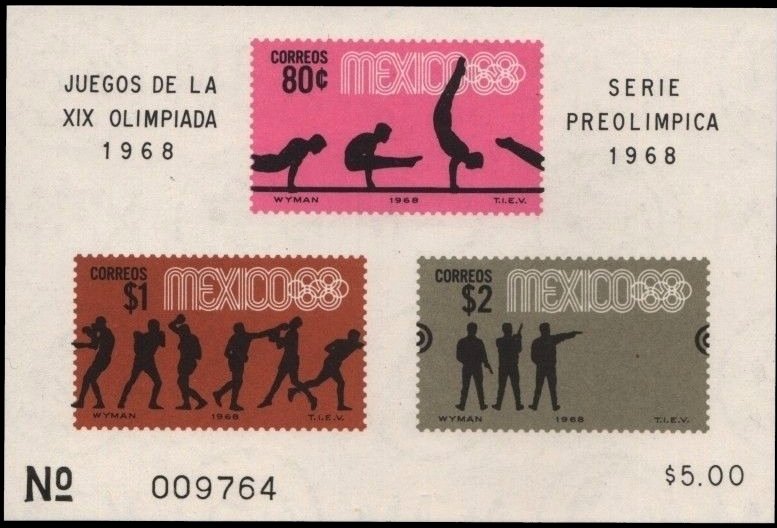 JUEGOS DE LA
XIX OLIMPIADA
1968
CORREOS
80¢
MEXICO68
WYMAN 1968 T.I.E.V.
SERIE
PREOLIMPICA
1968
CORREOS
$1
MEXICO68
WYMAN 1968 T.I.E.V.
CORREOS
$2
MEXICO68
WYMAN 1968 T.I.E.V.
Nº 009764
$5.00